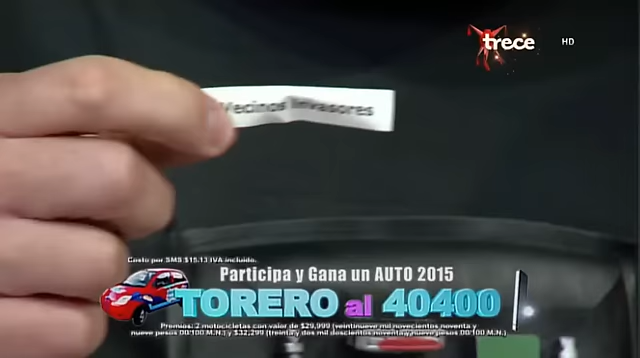 trece HD
Vecinos Invasores
Costo por SMS $15.13 IVA incluido.
Participa y Gana un AUTO 2015
TORERO al 40400
Premios: 2 motocicletas con valor de $29,999 (veintinueve mil novecientos noventa y
nueve pesos 00/100 M.N.) y $32,299 (treinta y dos mil doscientos noventa y nueve pesos 00/100 M.N.)